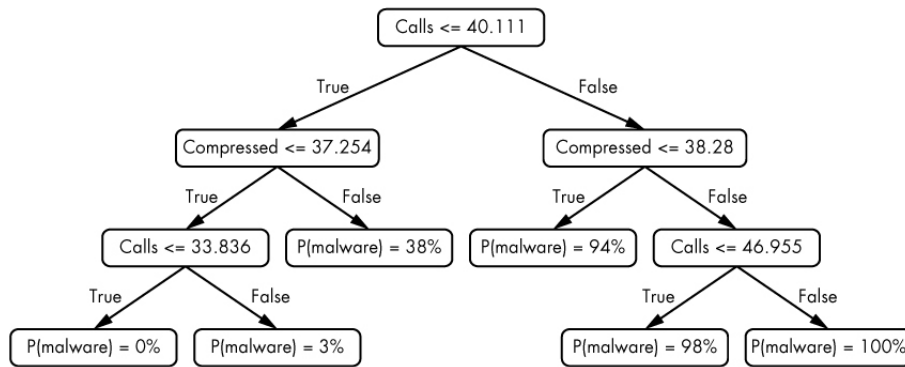 Calls <= 40.111
True
False
Compressed <= 37.254
Compressed <= 38.28
True
False
True
False
Calls <= 33.836
P(malware) = 38%
P(malware) = 94%
Calls <= 46.955
True
False
True
False
P(malware) = 0%
P(malware) = 3%
P(malware) = 98%
P(malware) = 100%